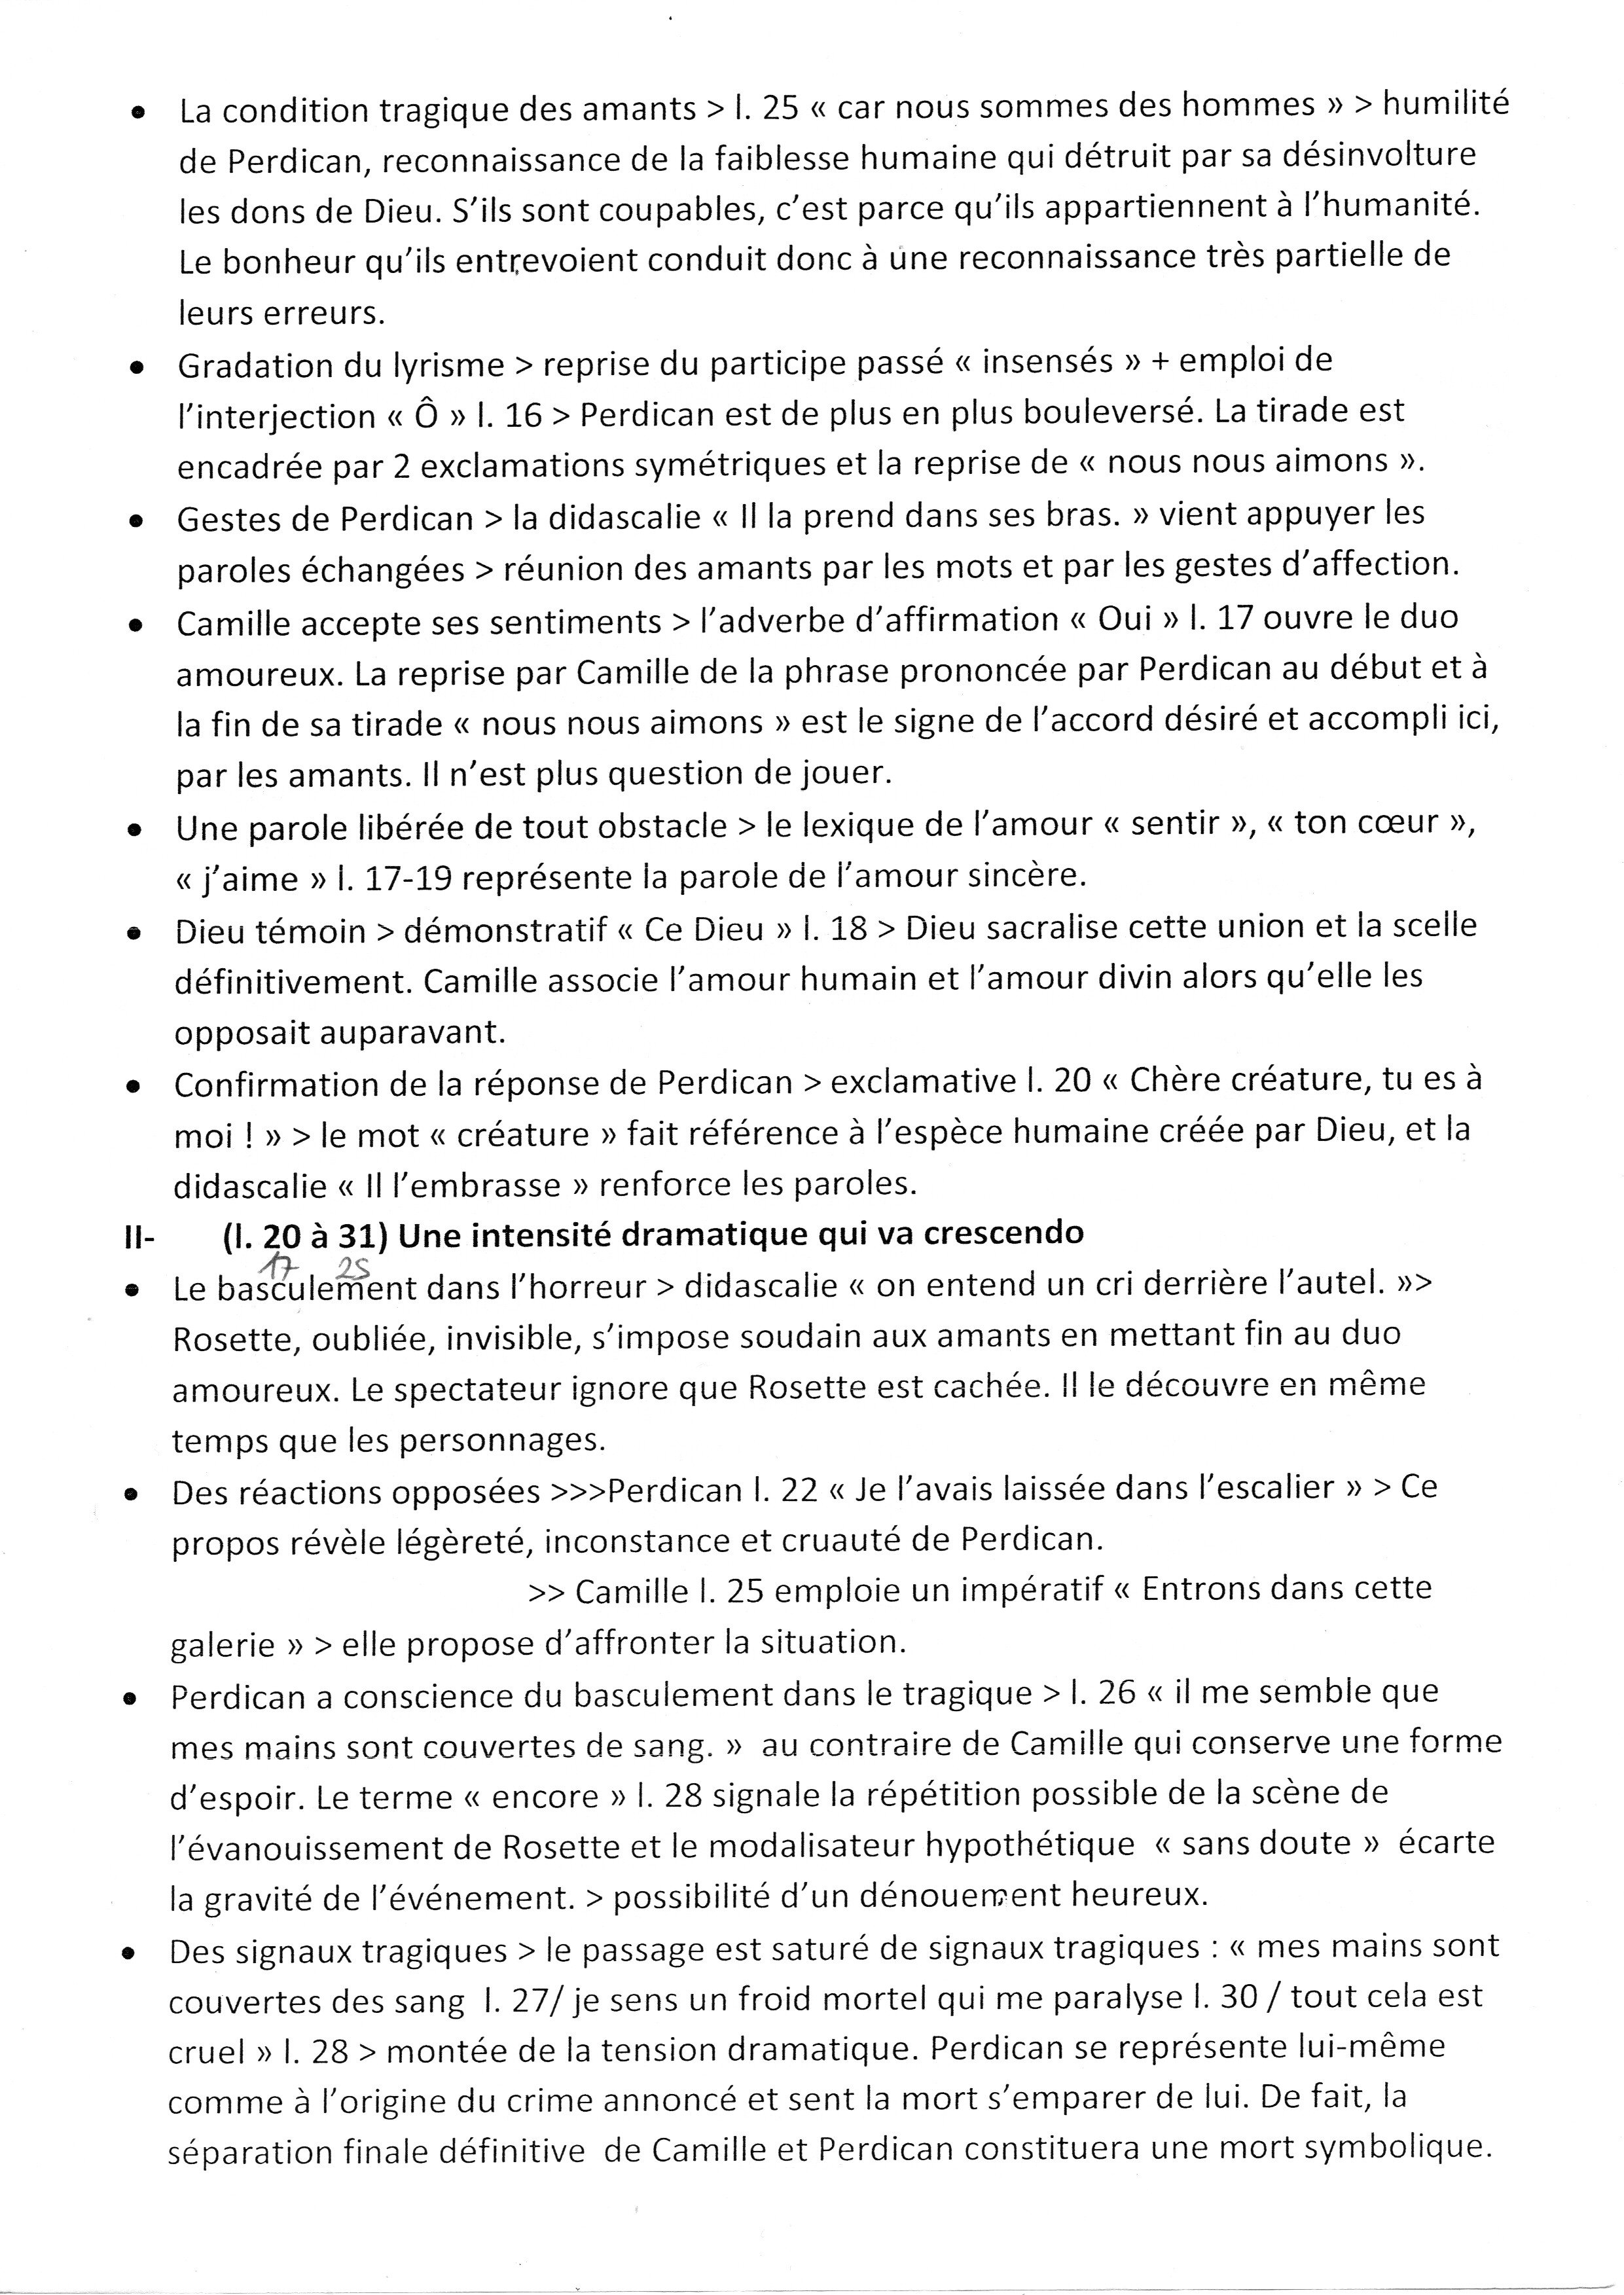 • La condition tragique des amants > l. 25 « car nous sommes des hommes » > humilité
de Perdican, reconnaissance de la faiblesse humaine qui détruit par sa désinvolture
les dons de Dieu. S'ils sont coupables, c'est parce qu'ils appartiennent à l'humanité.
Le bonheur qu'ils entrevoient conduit donc à une reconnaissance très partielle de
leurs erreurs.
• Gradation du lyrisme > reprise du participe passé « insensés » + emploi de
l'interjection « Ô » l. 16 > Perdican est de plus en plus bouleversé. La tirade est
encadrée par 2 exclamations symétriques et la reprise de « nous nous aimons ».
• Gestes de Perdican > la didascalie « Il la prend dans ses bras. » vient appuyer les
paroles échangées > réunion des amants par les mots et par les gestes d'affection.
• Camille accepte ses sentiments > l'adverbe d'affirmation « Oui » l. 17 ouvre le duo
amoureux. La reprise par Camille de la phrase prononcée par Perdican au début et à
la fin de sa tirade « nous nous aimons » est le signe de l'accord désiré et accompli ici,
par les amants. Il n'est plus question de jouer.
• Une parole libérée de tout obstacle > le lexique de l'amour « sentir », « ton cœur »,
« j'aime » l. 17-19 représente la parole de l'amour sincère.
• Dieu témoin > démonstratif « Ce Dieu » l. 18 > Dieu sacralise cette union et la scelle
définitivement. Camille associe l'amour humain et l'amour divin alors qu'elle les
opposait auparavant.
• Confirmation de la réponse de Perdican > exclamative l. 20 « Chère créature, tu es à
moi ! » > le mot « créature » fait référence à l'espèce humaine créée par Dieu, et la
didascalie « Il l'embrasse » renforce les paroles.
II- (l. 20 à 31) Une intensité dramatique qui va crescendo
17 25
• Le basculement dans l'horreur > didascalie « on entend un cri derrière l'autel. »>
Rosette, oubliée, invisible, s'impose soudain aux amants en mettant fin au duo
amoureux. Le spectateur ignore que Rosette est cachée. Il le découvre en même
temps que les personnages.
• Des réactions opposées >>>Perdican l. 22 « Je l'avais laissée dans l'escalier » > Ce
propos révèle légèreté, inconstance et cruauté de Perdican.
>> Camille l. 25 emploie un impératif « Entrons dans cette
galerie » > elle propose d'affronter la situation.
• Perdican a conscience du basculement dans le tragique > l. 26 « il me semble que
mes mains sont couvertes de sang. » au contraire de Camille qui conserve une forme
d'espoir. Le terme « encore » l. 28 signale la répétition possible de la scène de
l'évanouissement de Rosette et le modalisateur hypothétique « sans doute » écarte
la gravité de l'événement. > possibilité d'un dénouement heureux.
• Des signaux tragiques > le passage est saturé de signaux tragiques : « mes mains sont
couvertes des sang l. 27/ je sens un froid mortel qui me paralyse l. 30 / tout cela est
cruel » l. 28 > montée de la tension dramatique. Perdican se représente lui-même
comme à l'origine du crime annoncé et sent la mort s'emparer de lui. De fait, la
séparation finale définitive de Camille et Perdican constituera une mort symbolique.